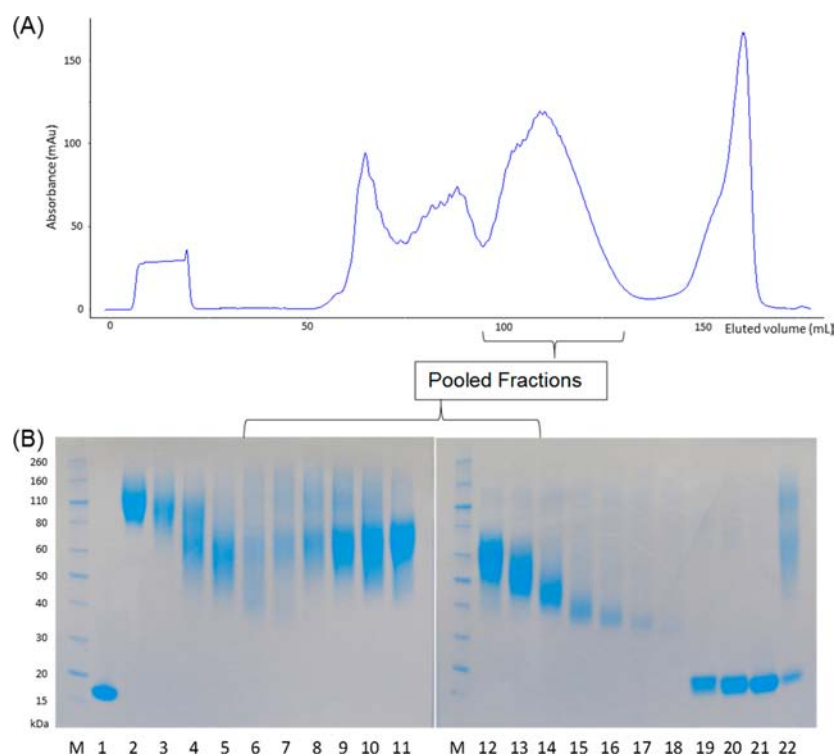 (A)
150
100
50
0
Absorbance (mAu)
0 50 100 150 Eluted volume [mL]
Pooled Fractions
(B)
260
160
110
80
60
50
40
30
20
15
kDa
M 1 2 3 4 5 6 7 8 9 10 11 M 12 13 14 15 16 17 18 19 20 21 22